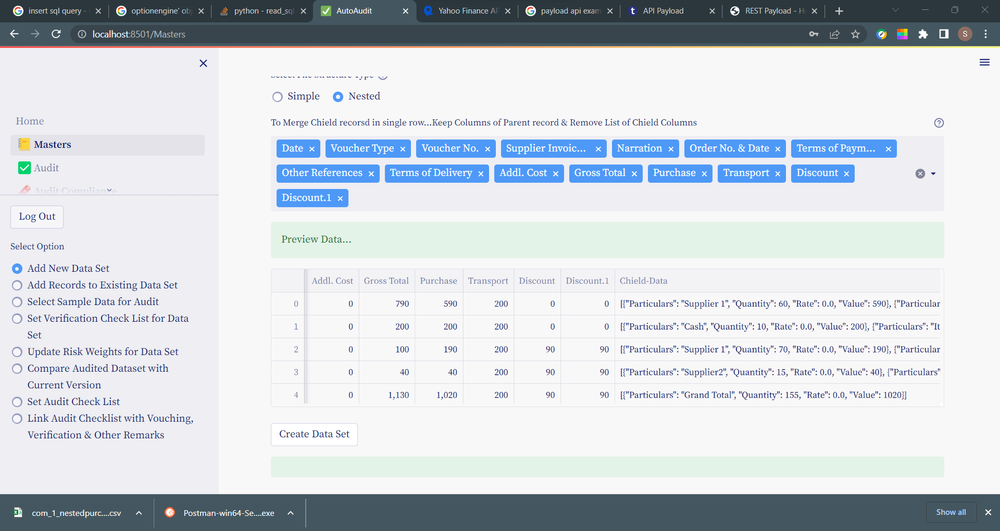 insert sql query -
optionengine' obj
python - read_sql
AutoAudit
Yahoo Finance AP
payload api exam
API Payload
REST Payload - H
localhost:8501/Masters
S
Simple
Nested
To Merge Chield recorsd in single row...Keep Columns of Parent record & Remove List of Chield Columns
Date
Voucher Type
Voucher No.
Supplier Invoic...
Narration
Order No. & Date
Terms of Paym...
Other References
Terms of Delivery
Addl. Cost
Gross Total
Purchase
Transport
Discount
Discount.1
Home
Masters
Audit
Audit Compliance
Log Out
Select Option
Add New Data Set
Add Records to Existing Data Set
Select Sample Data for Audit
Set Verification Check List for Data
Set
Update Risk Weights for Data Set
Compare Audited Dataset with
Current Version
Set Audit Check List
Link Audit Checklist with Vouching,
Verification & Other Remarks
Preview Data...
Addl. Cost Gross Total Purchase Transport Discount Discount.1 Chield-Data
0 0 790 590 200 0 0 [{"Particulars": "Supplier 1", "Quantity": 60, "Rate": 0.0, "Value": 590}, {"Particular
1 0 200 200 200 0 0 [{"Particulars": "Cash", "Quantity": 10, "Rate": 0.0, "Value": 200}, {"Particulars": "It
2 0 100 190 200 90 90 [{"Particulars": "Supplier 1", "Quantity": 70, "Rate": 0.0, "Value": 190}, {"Particular
3 0 40 40 200 90 90 [{"Particulars": "Supplier2", "Quantity": 15, "Rate": 0.0, "Value": 40}, {"Particulars"
4 0 1,130 1,020 200 90 90 [{"Particulars": "Grand Total", "Quantity": 155, "Rate": 0.0, "Value": 1020}]
Create Data Set
com_1_nestedpurc....csv
Postman-win64-Se....exe
Show all